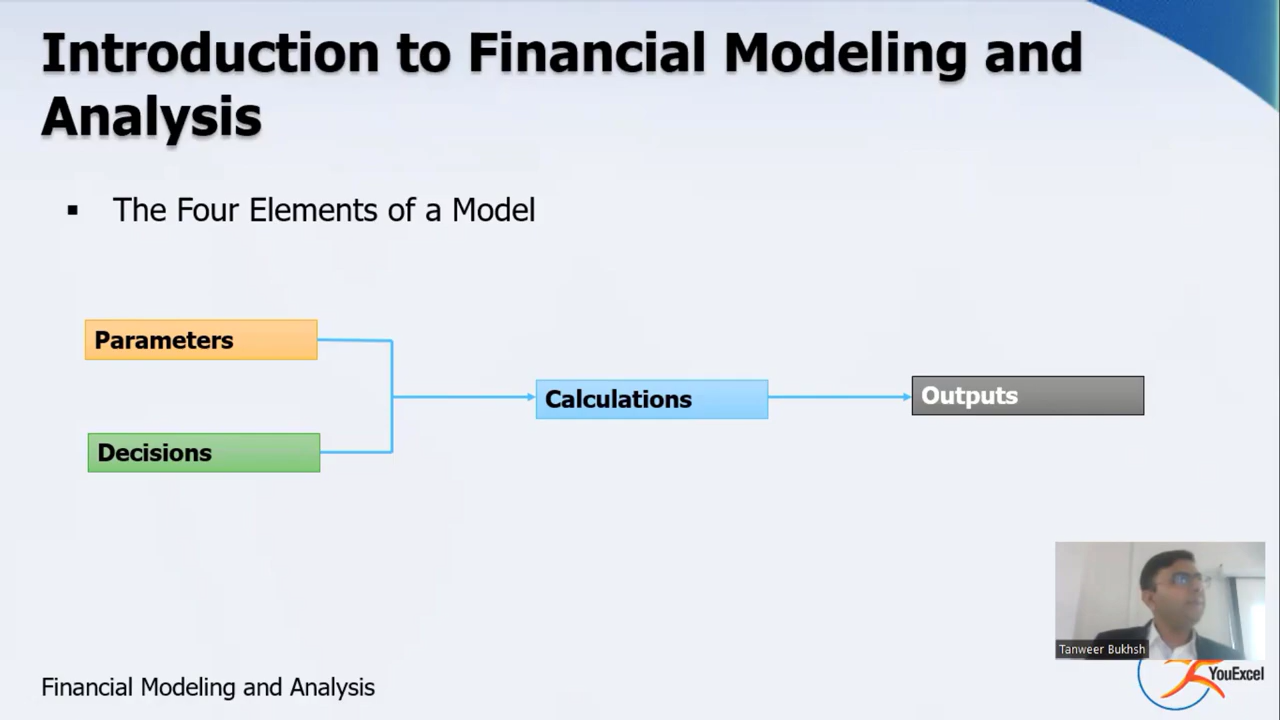 Introduction to Financial Modeling and
Analysis
▪ The Four Elements of a Model
Parameters
Decisions
Calculations
Outputs
Tanweer Bukhsh
YouExcel
Financial Modeling and Analysis